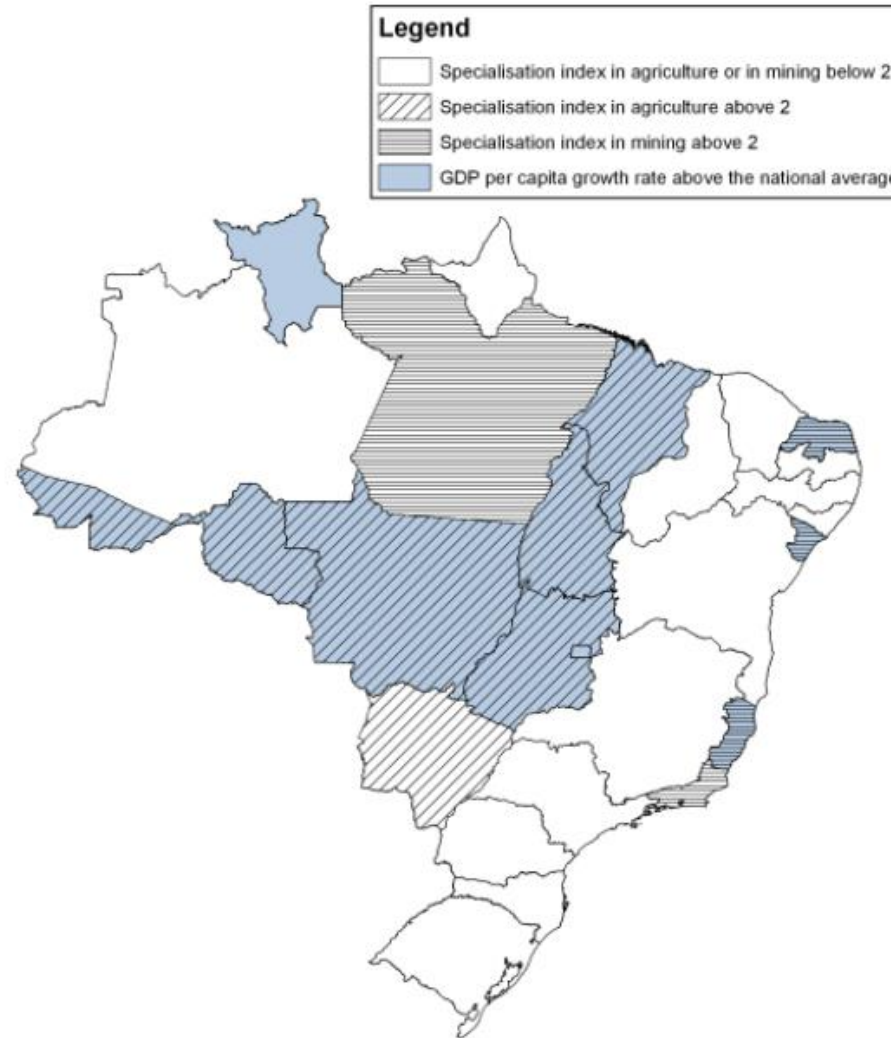 Legend
Specialisation index in agriculture or in mining below 2
Specialisation index in agriculture above 2
Specialisation index in mining above 2
GDP per capita growth rate above the national average